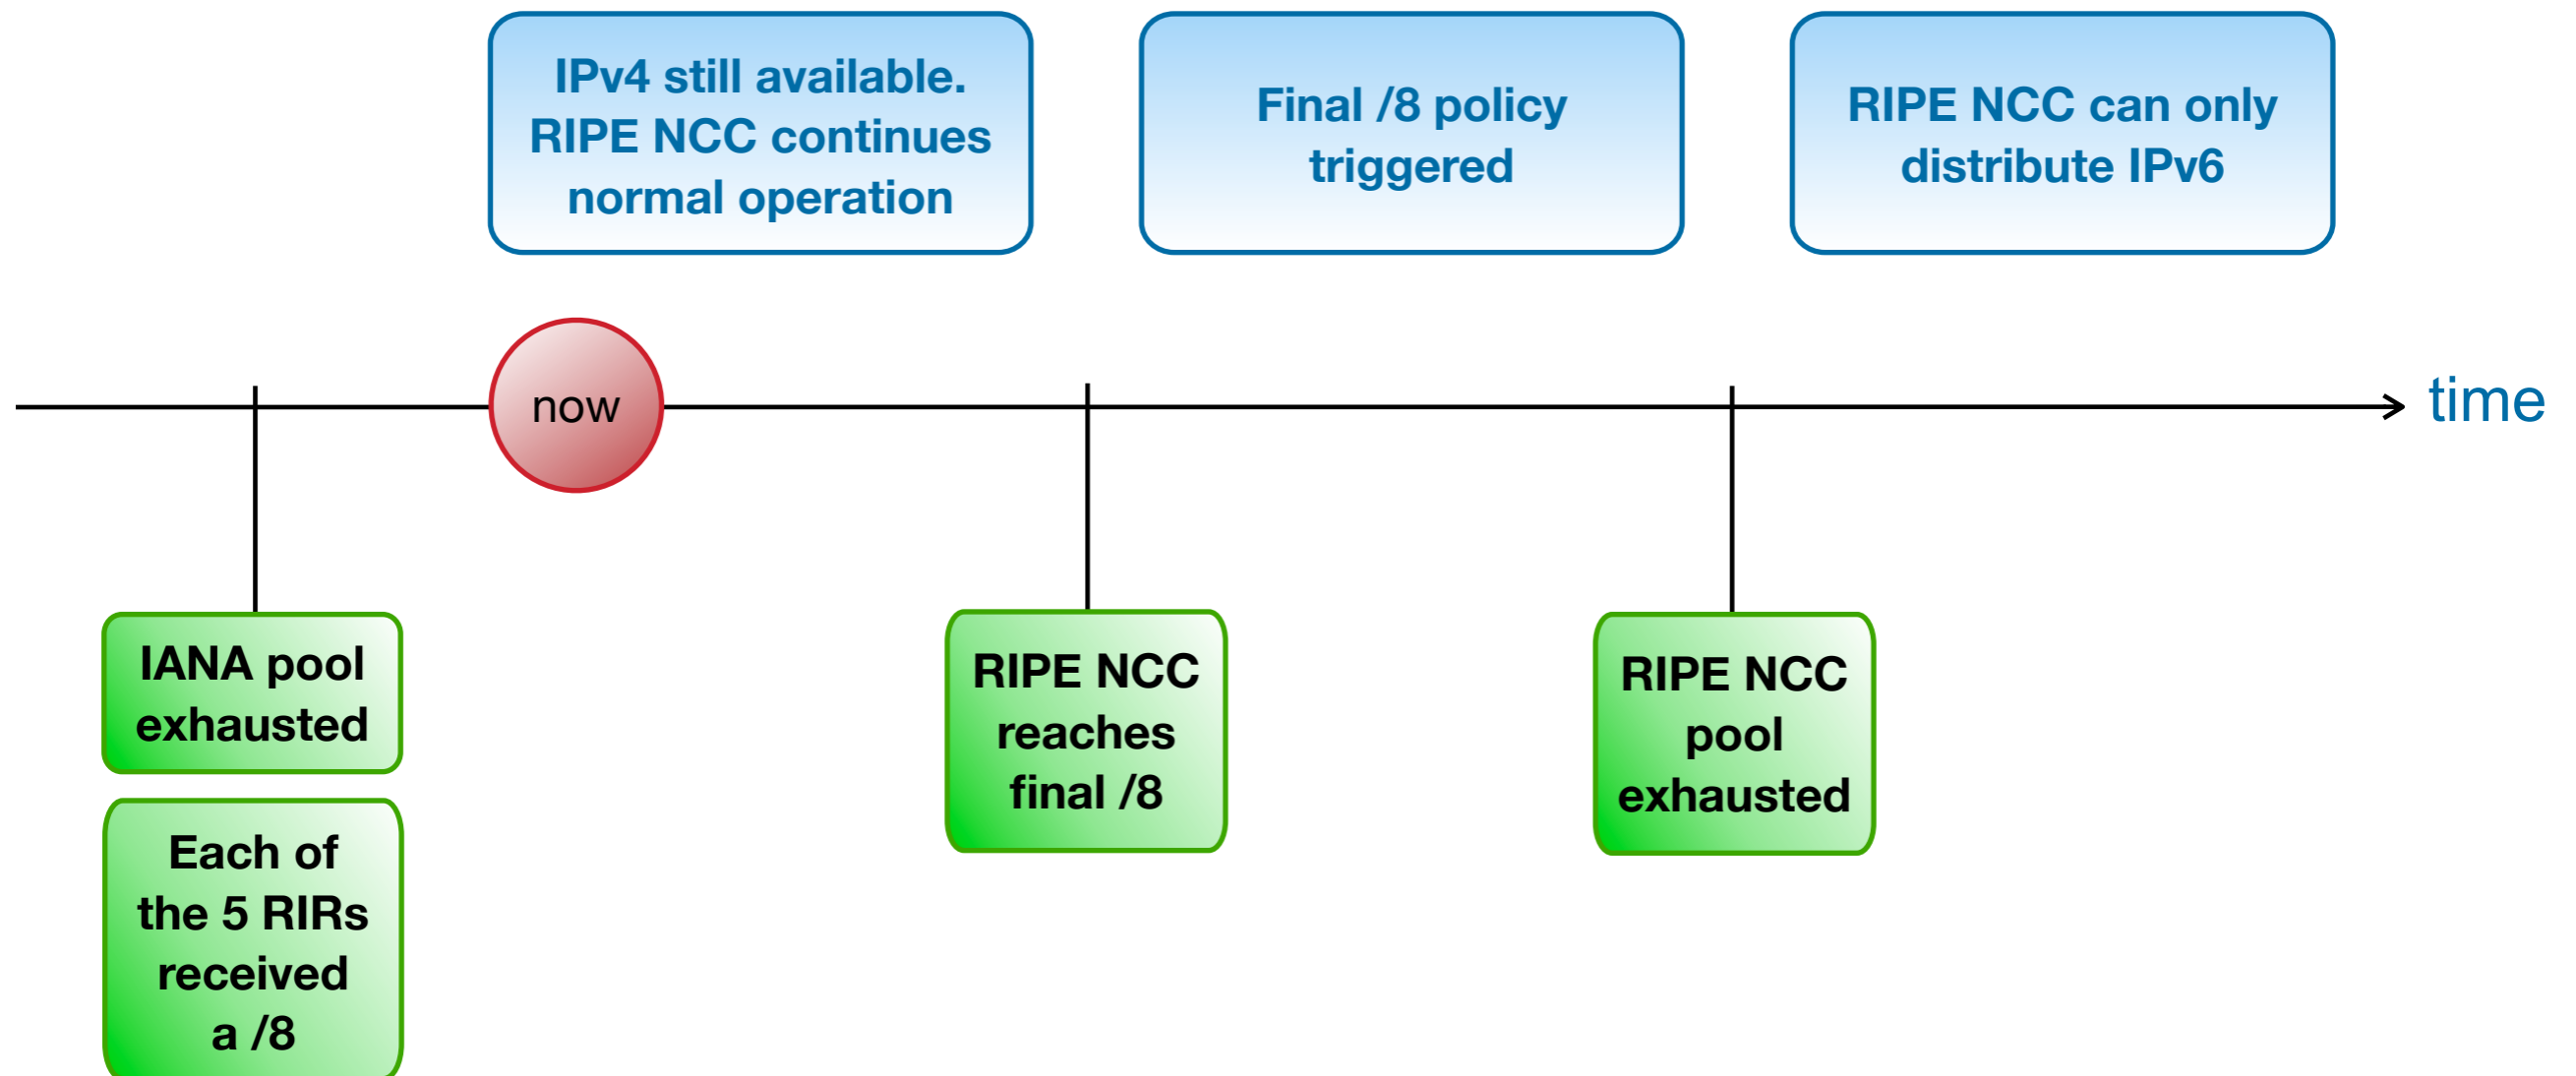 IPv4 still available.
RIPE NCC continues
normal operation
Final /8 policy
triggered
RIPE NCC can only
distribute IPv6
now
time
IANA pool
exhausted
Each of
the 5 RIRs
received
a /8
RIPE NCC
reaches
final /8
RIPE NCC
pool
exhausted